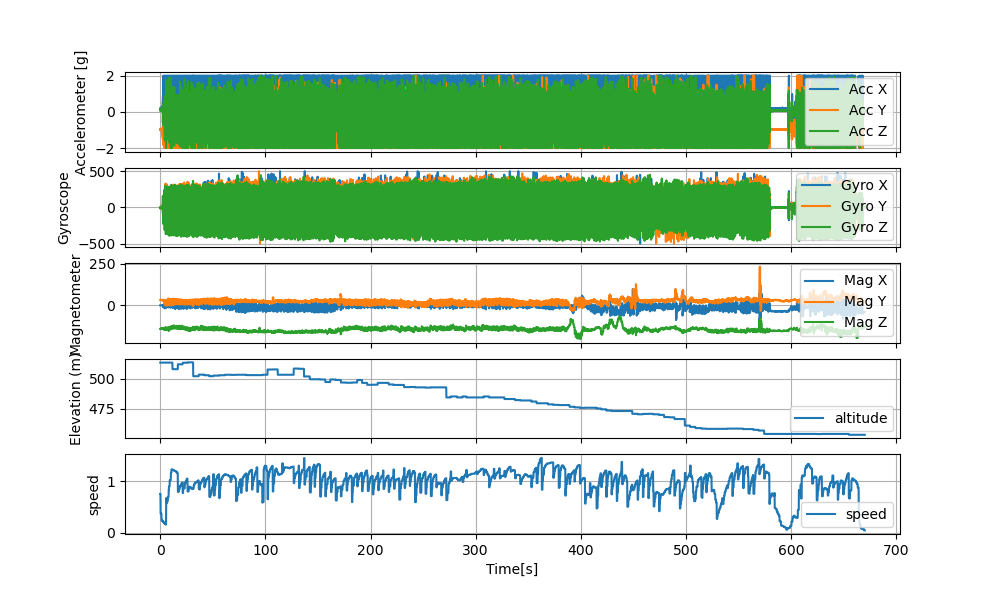 Accelerometer [g]
2
0
−2
Acc X
Acc Y
Acc Z
Gyroscope
500
0
−500
Gyro X
Gyro Y
Gyro Z
Magnetometer
250
0
Mag X
Mag Y
Mag Z
Elevation (m)
500
475
altitude
speed
1
0
speed
0 100 200 300 400 500 600 700
Time[s]